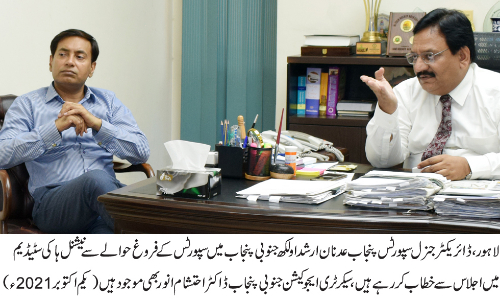 لاہور، ڈائریکٹر جنرل سپورٹس پنجاب عدنان ارشد اولکھ جنوبی پنجاب میں سپورٹس کے فروغ حوالے سے نیشنل ہاکی سٹیڈیم
میں اجلاس سے خطاب کر رہے ہیں، سیکرٹری ایجوکیشن جنوبی پنجاب ڈاکٹر احتشام انور بھی موجود ہیں (یکم اکتوبر 2021ء)